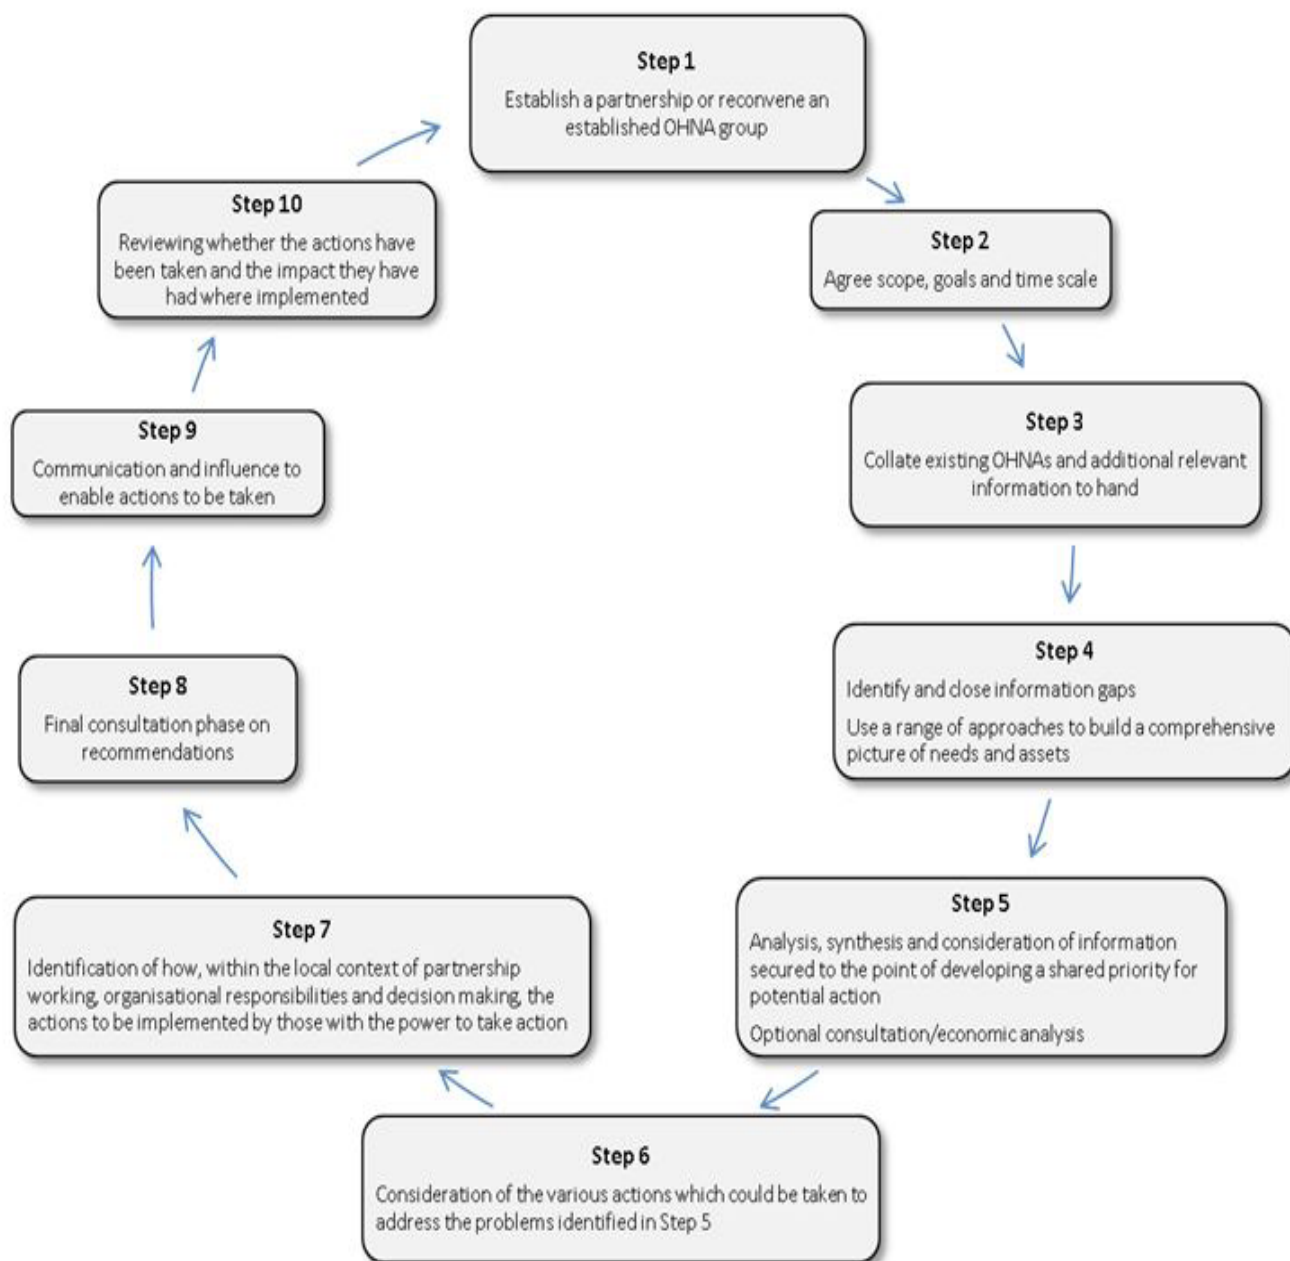 Step 1
Establish a partnership or reconvene an
established OHNA group
Step 2
Agree scope, goals and time scale
Step 3
Collate existing OHNAs and additional relevant
information to hand
Step 4
Identify and close information gaps
Use a range of approaches to build a comprehensive
picture of needs and assets
Step 5
Analysis, synthesis and consideration of information
secured to the point of developing a shared priority for
potential action
Optional consultation/economic analysis
Step 6
Consideration of the various actions which could be taken to
address the problems identified in Step 5
Step 7
Identification of how, within the local context of partnership
working, organisational responsibilities and decision making, the
actions to be implemented by those with the power to take action
Step 8
Final consultation phase on
recommendations
Step 9
Communication and influence to
enable actions to be taken
Step 10
Reviewing whether the actions have
been taken and the impact they have
had where implemented